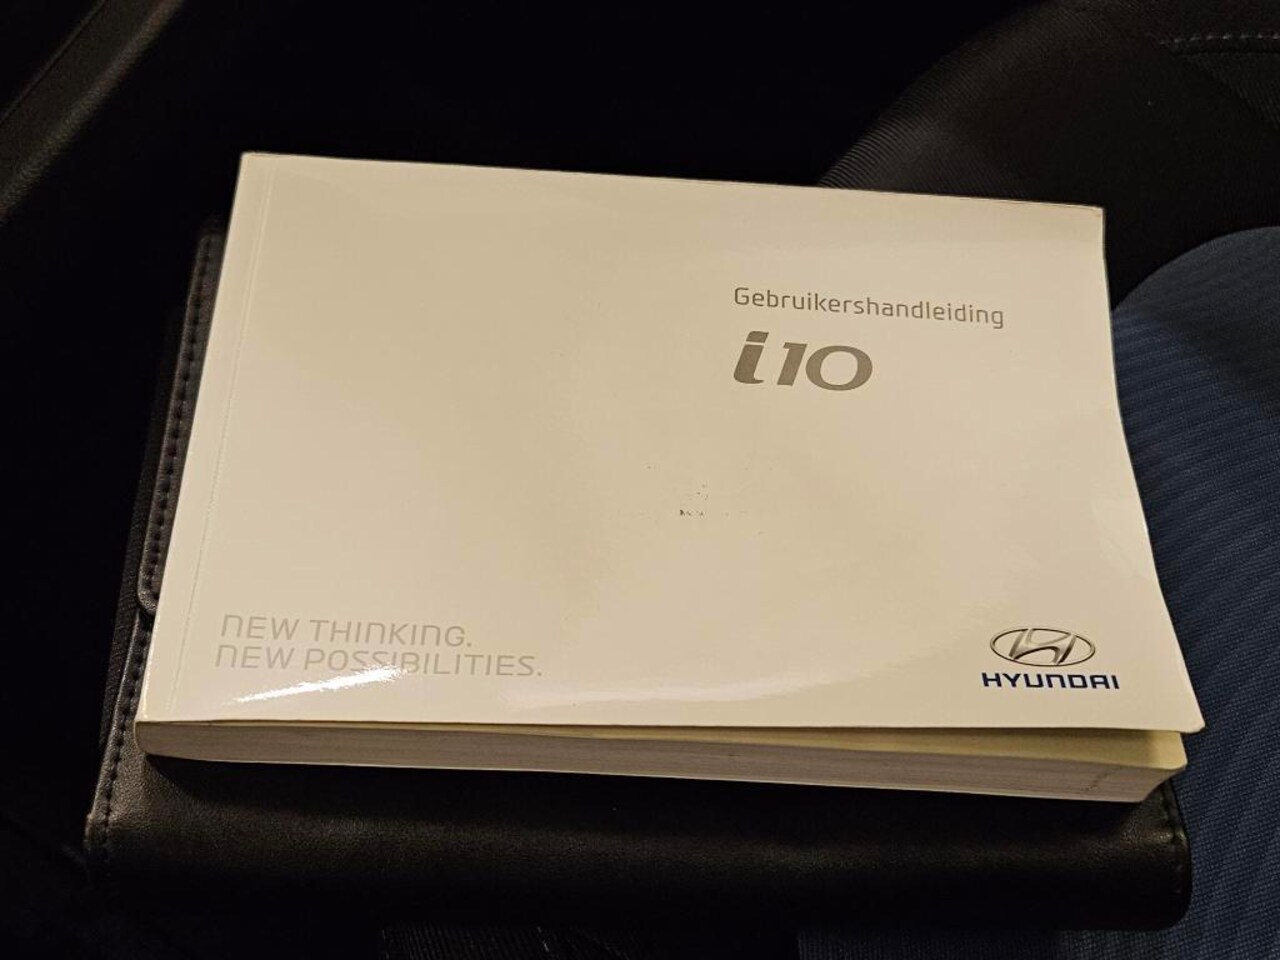 Gebruikershandleiding
i10
NEW THINKING.
NEW POSSIBILITIES.
HYUNDAI